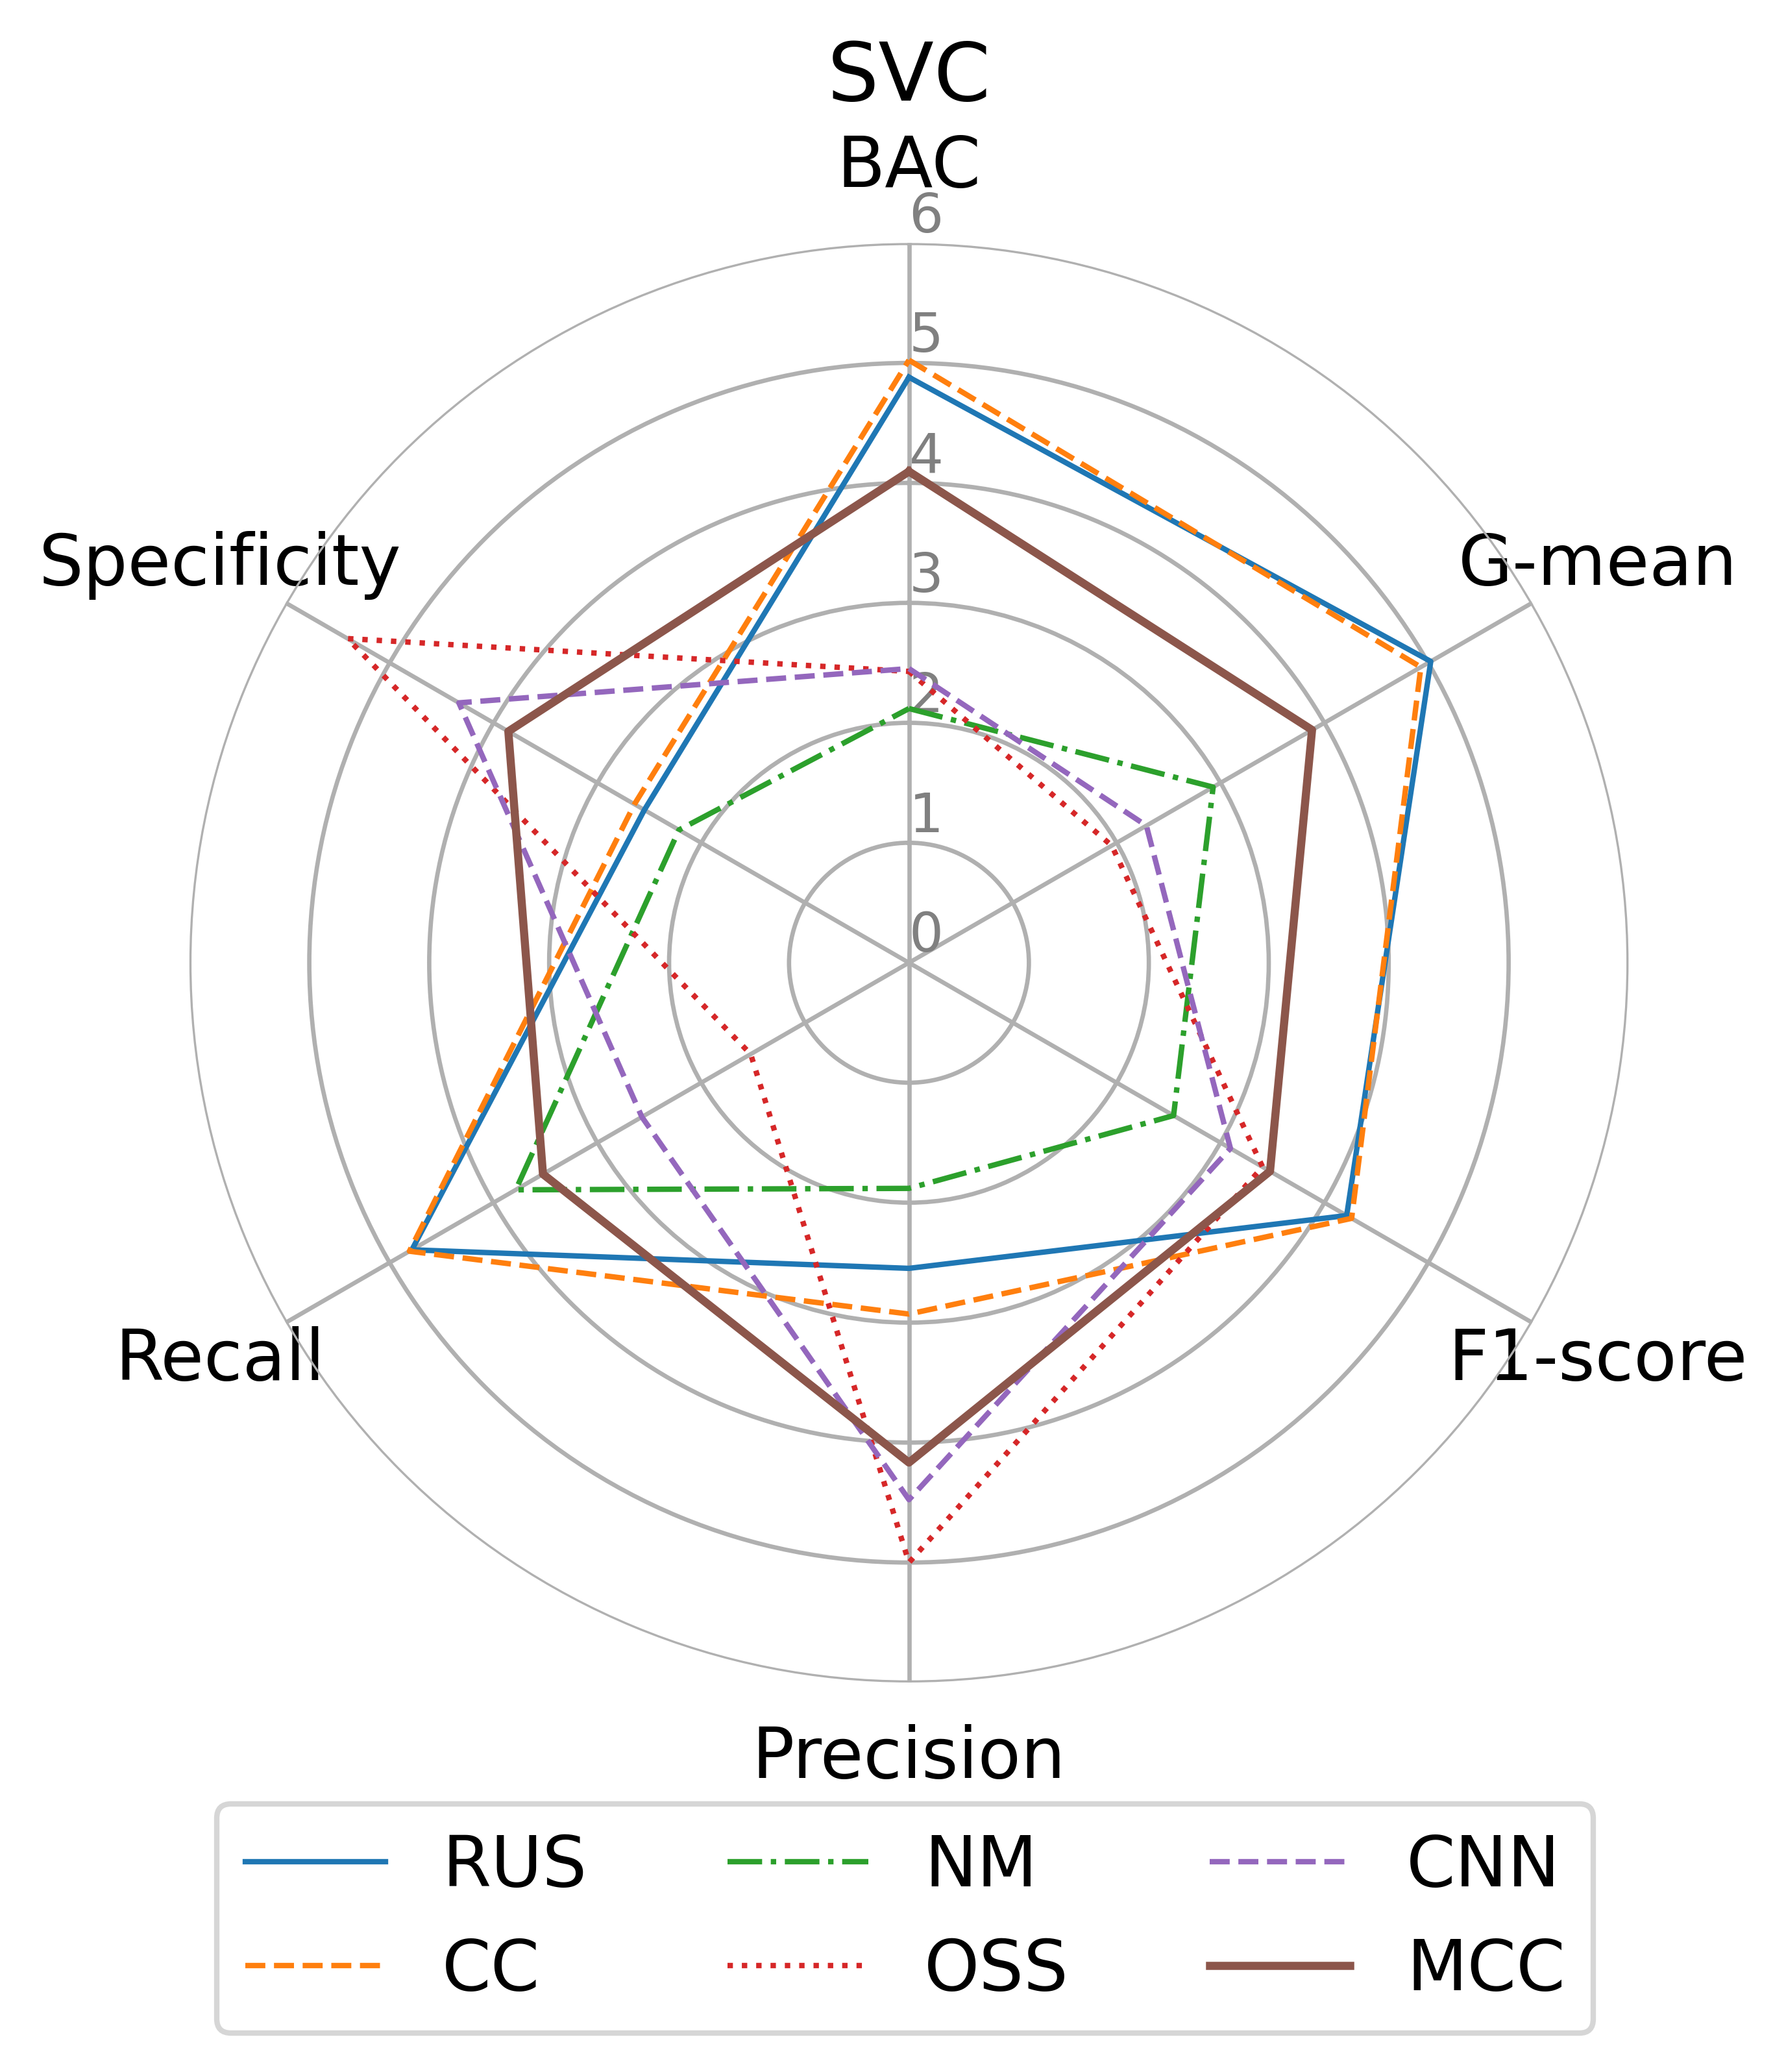 SVC
BAC
6
5
4
3
2
1
0
Specificity
G-mean
Recall
F1-score
Precision
RUS NM CNN
CC OSS MCC